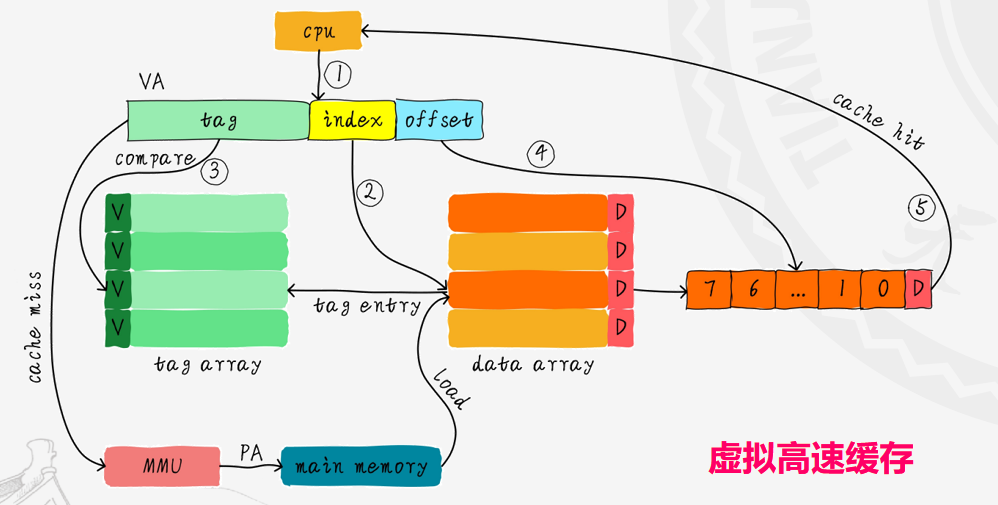 cpu
①
VA
tag
index
offset
compare
③
②
④
cache hit
⑤
V
V
V
V
D
D
D
D
7
6
...
1
0
D
tag entry
tag array
data array
cache miss
load
MMU
PA
main memory
虚拟高速缓存